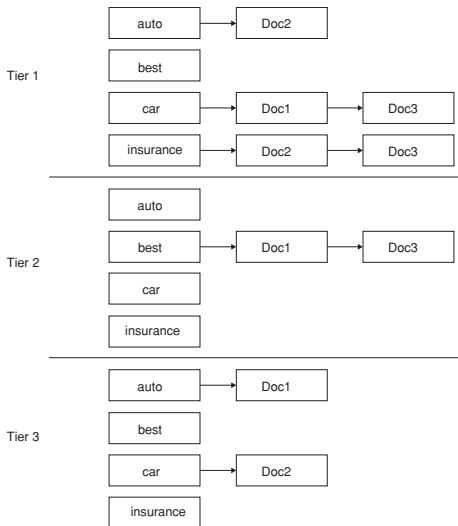 auto Doc2
best
Tier 1
car Doc1 Doc3
insurance Doc2 Doc3
auto
best Doc1 Doc3
Tier 2
car
insurance
auto Doc1
best
Tier 3
car Doc2
insurance